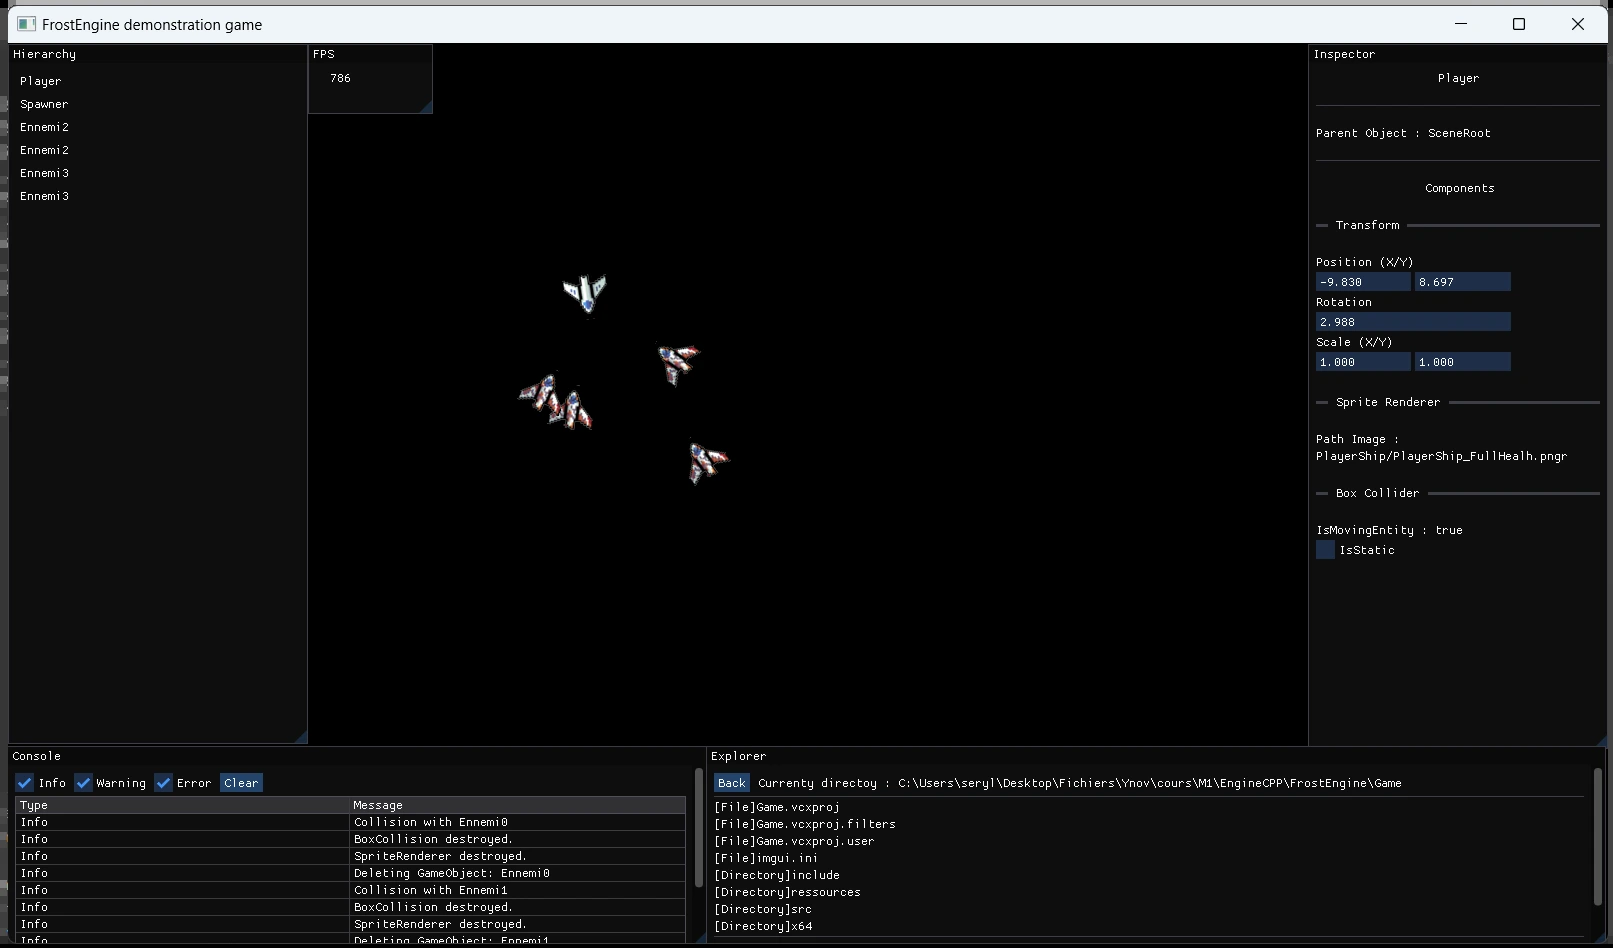 FrostEngine demonstration game
Hierarchy
Player
Spawner
Ennemi2
Ennemi2
Ennemi3
Ennemi3
FPS
786
Inspector
Player
Parent Object : SceneRoot
Components
Transform
Position (X/Y)
-9.830 8.697
Rotation
2.988
Scale (X/Y)
1.000 1.000
Sprite Renderer
Path Image :
PlayerShip/PlayerShip_FullHealh.pngr
Box Collider
IsMovingEntity : true
IsStatic
Console
Info Warning Error Clear
Type Message
Info Collision with Ennemi0
Info BoxCollision destroyed.
Info SpriteRenderer destroyed.
Info Deleting GameObject: Ennemi0
Info Collision with Ennemi1
Info BoxCollision destroyed.
Info SpriteRenderer destroyed.
Info Deleting GameObject: Ennemi1
Explorer
Back Currenty directoy : C:\Users\seryl\Desktop\Fichiers\Ynov\cours\M1\EngineCPP\FrostEngine\Game
[File]Game.vcxproj
[File]Game.vcxproj.filters
[File]Game.vcxproj.user
[File]imgui.ini
[Directory]include
[Directory]ressources
[Directory]src
[Directory]x64